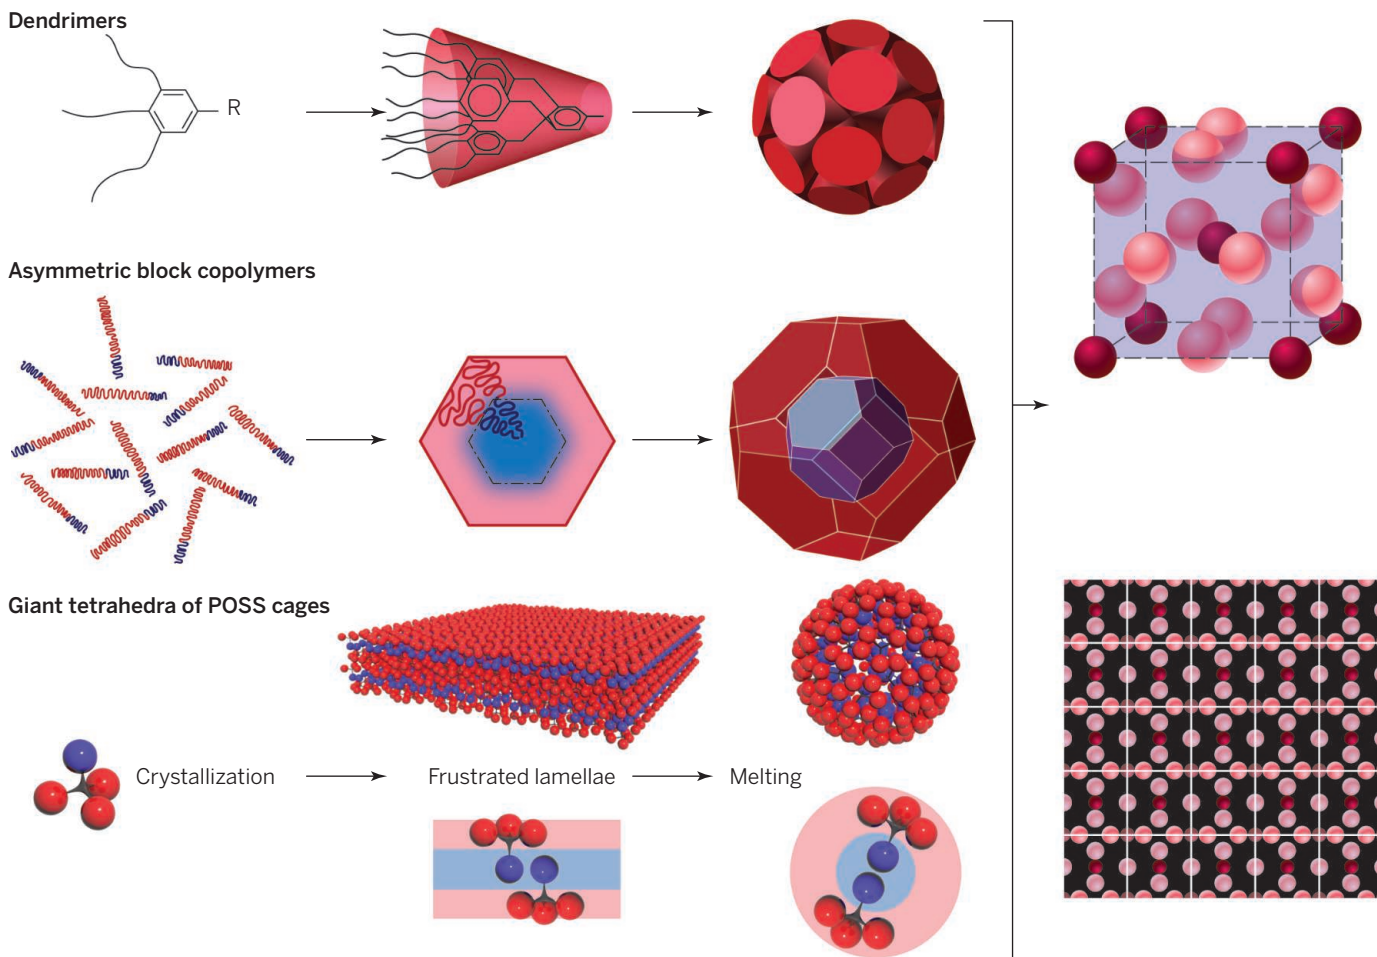 Dendrimers
R
Asymmetric block copolymers
Giant tetrahedra of POSS cages
Crystallization
Frustrated lamellae
Melting